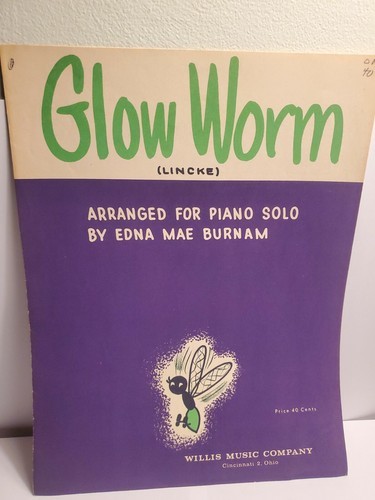 Glow Worm
(LINCKE)
ARRANGED FOR PIANO SOLO
BY EDNA MAE BURNAM
Price 40 Cents
WILLIS MUSIC COMPANY
Cincinnati 2, Ohio